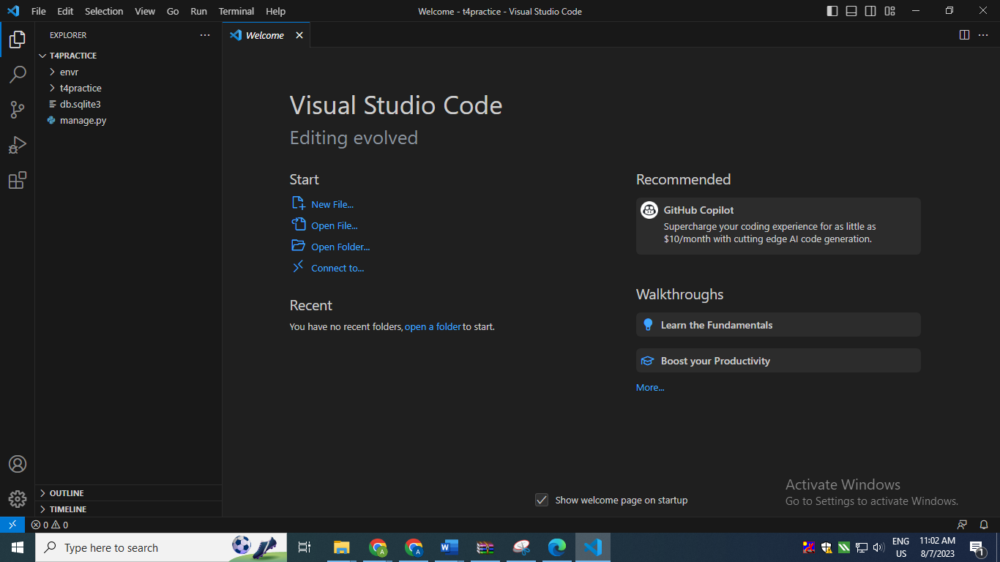 File Edit Selection View Go Run Terminal Help
Welcome - t4practice - Visual Studio Code
EXPLORER
Welcome
T4PRACTICE
envr
t4practice
db.sqlite3
manage.py
Visual Studio Code
Editing evolved
Start
New File...
Open File...
Open Folder...
Connect to...
Recent
You have no recent folders, open a folder to start.
Recommended
GitHub Copilot
Supercharge your coding experience for as little as
$10/month with cutting edge AI code generation.
Walkthroughs
Learn the Fundamentals
Boost your Productivity
More...
Activate Windows
Go to Settings to activate Windows.
Show welcome page on startup
OUTLINE
TIMELINE
0 0
Type here to search
A
A
ENG
US
11:02 AM
8/7/2023
1